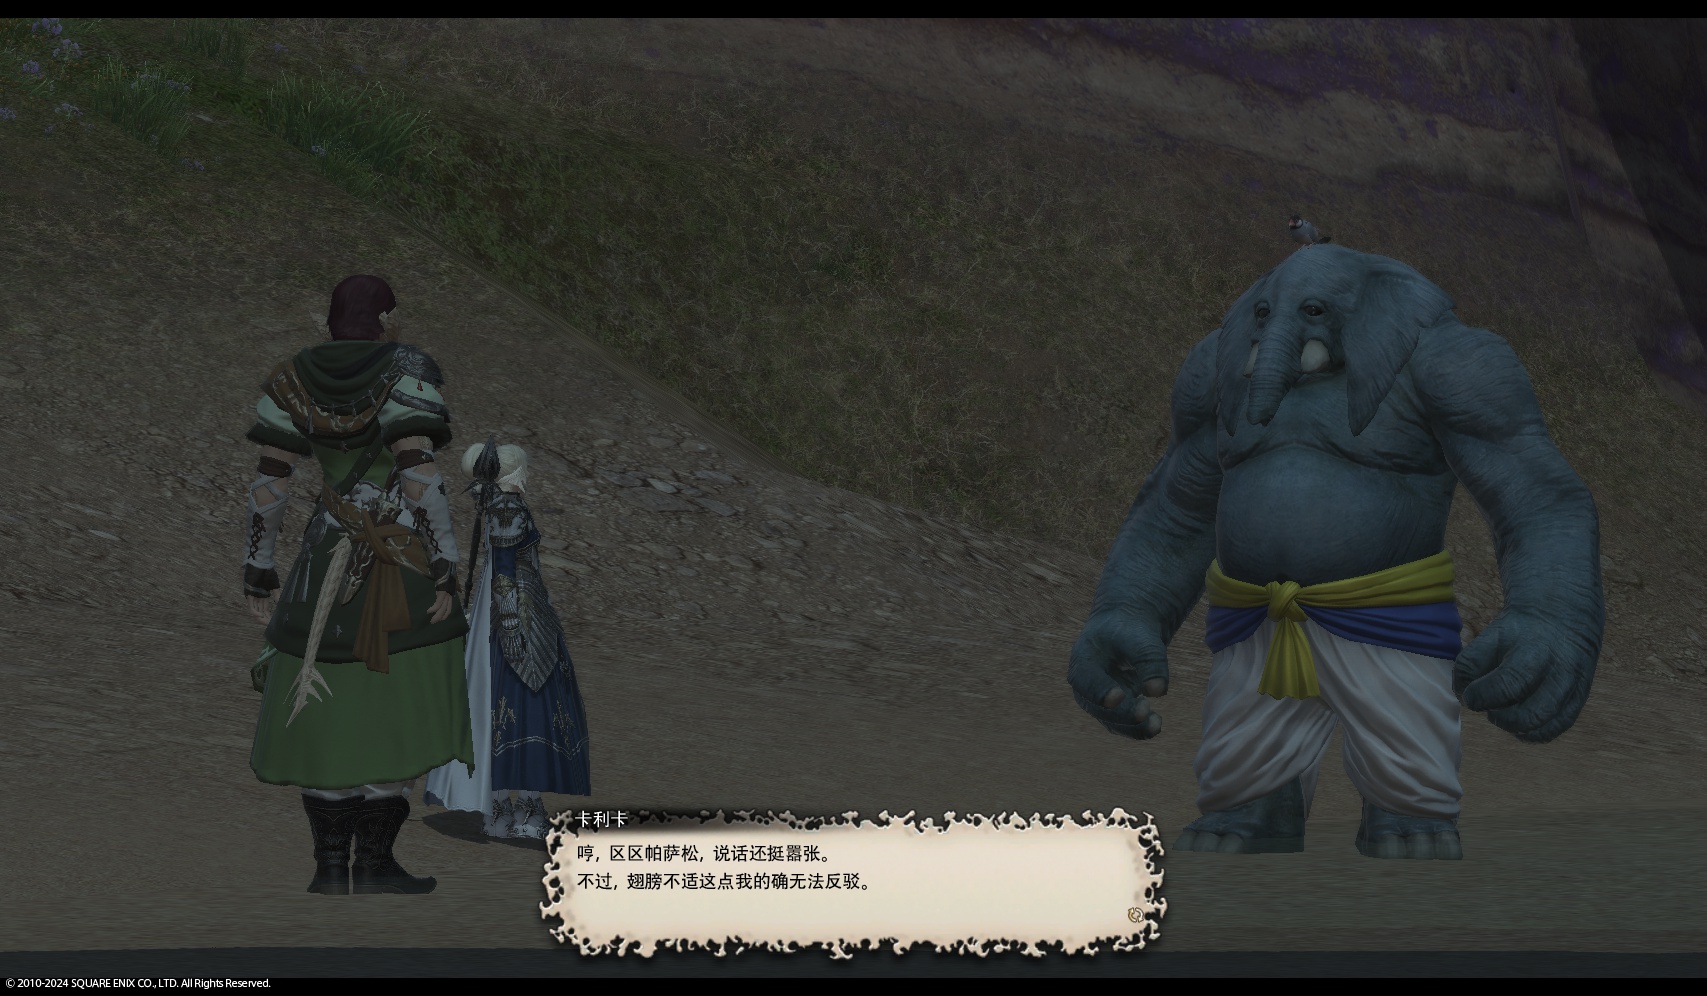 卡利卡
哼，区区帕萨松，说话还挺嚣张。
不过，翅膀不适这点我的确无法反驳。
© 2010-2024 SQUARE ENIX CO., LTD. All Rights Reserved.